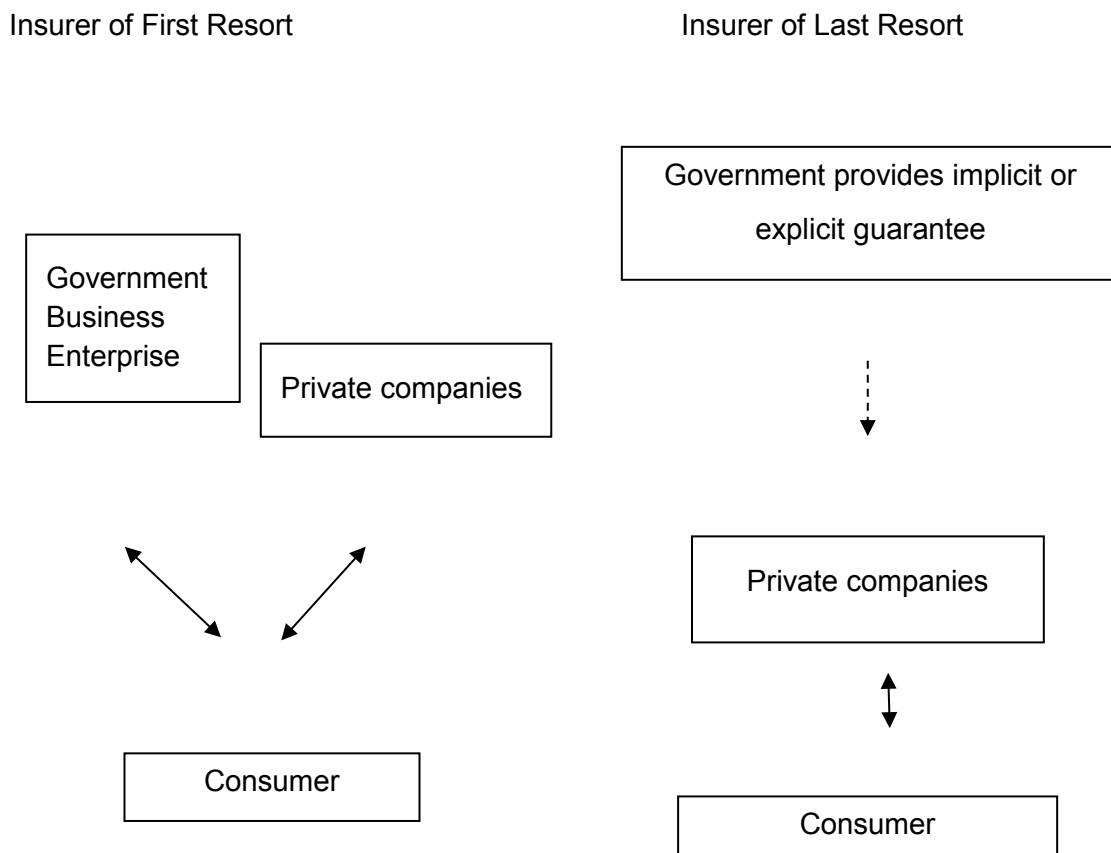 Insurer of First Resort
Government
Business
Enterprise
Private companies
Consumer
Insurer of Last Resort
Government provides implicit or
explicit guarantee
Private companies
Consumer